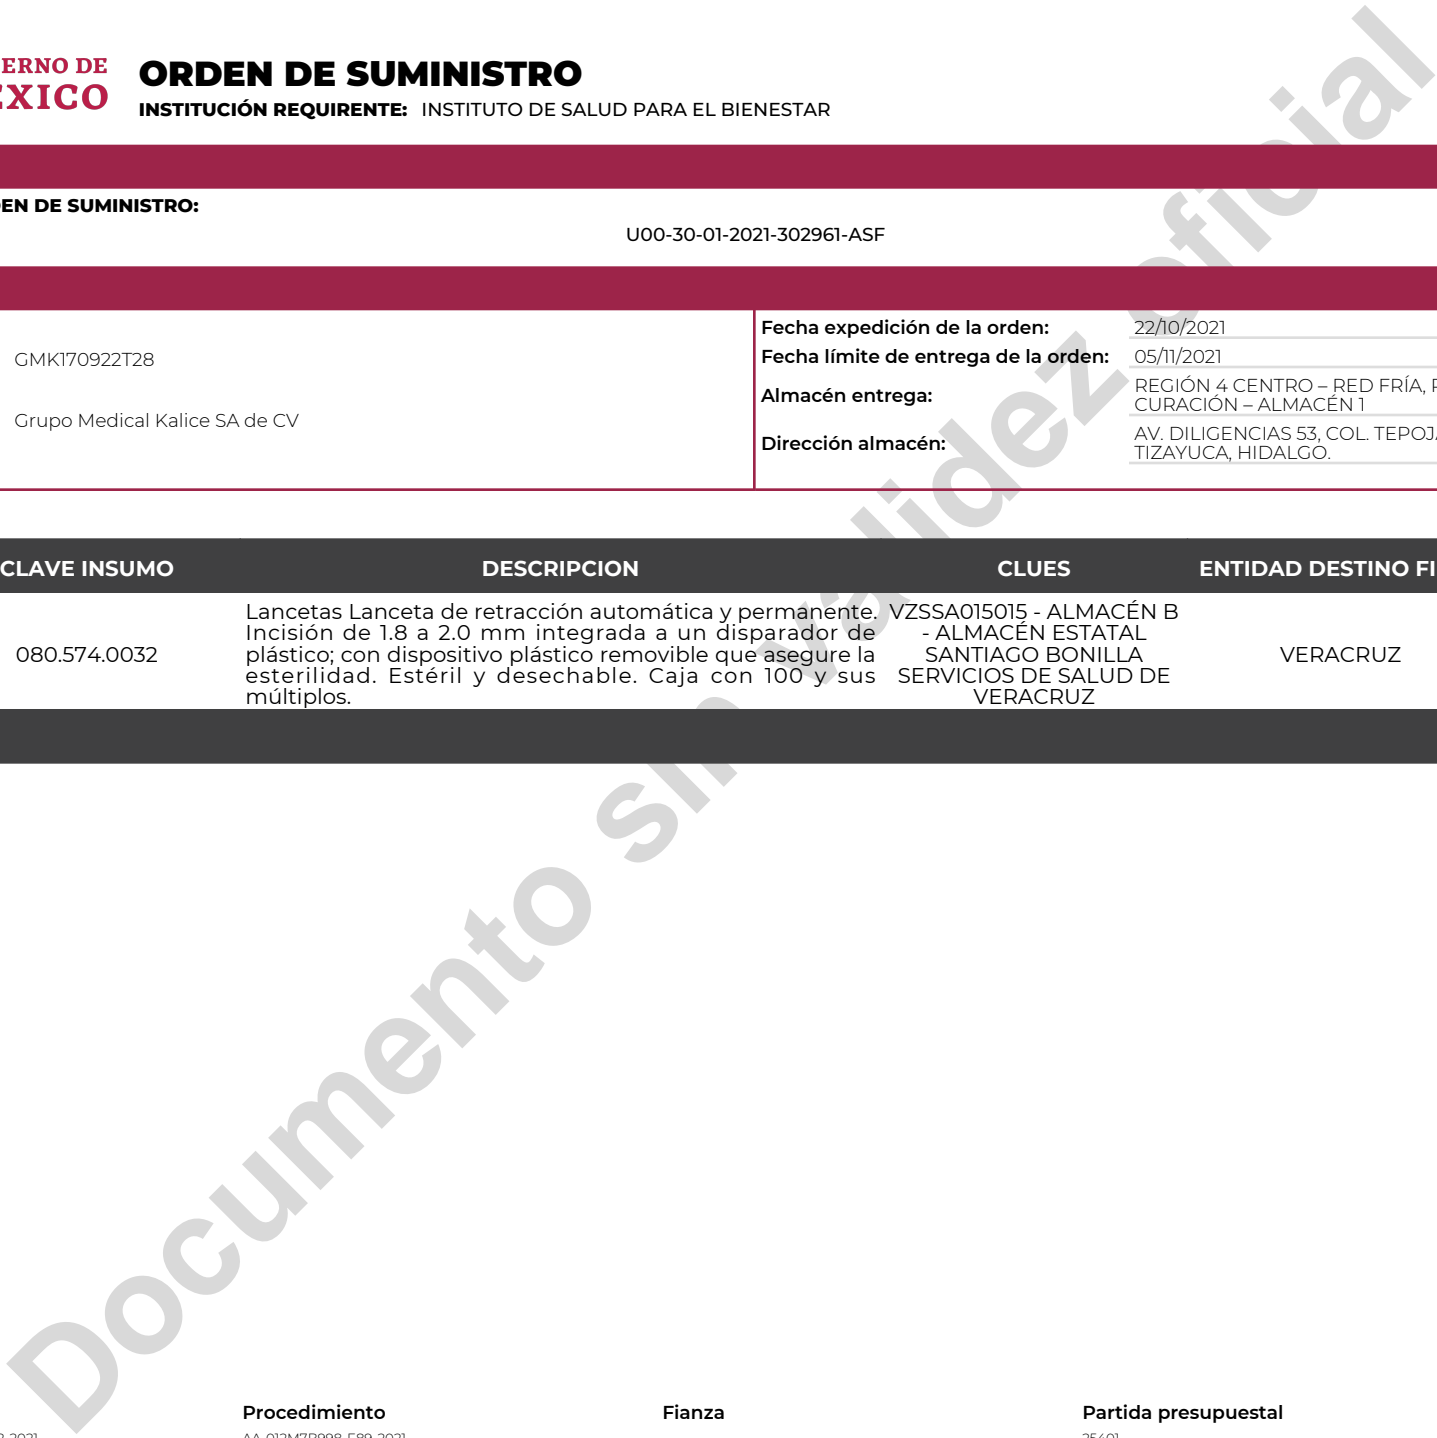 ERNO DE
EXICO
ORDEN DE SUMINISTRO
INSTITUCIÓN REQUIRENTE: INSTITUTO DE SALUD PARA EL BIENESTAR
EN DE SUMINISTRO:
U00-30-01-2021-302961-ASF
GMK170922T28
Grupo Medical Kalice SA de CV
Fecha expedición de la orden: 22/10/2021
Fecha límite de entrega de la orden: 05/11/2021
Almacén entrega: REGIÓN 4 CENTRO – RED FRÍA,
CURACIÓN – ALMACÉN 1
Dirección almacén: AV. DILIGENCIAS 53, COL. TEPOJA
TIZAYUCA, HIDALGO.
CLAVE INSUMO DESCRIPCION CLUES ENTIDAD DESTINO FI
080.574.0032
Lancetas Lanceta de retracción automática y permanente.
Incisión de 1.8 a 2.0 mm integrada a un disparador de
plástico; con dispositivo plástico removible que asegure la
esterilidad. Estéril y desechable. Caja con 100 y sus
múltiplos.
VZSSA015015 - ALMACÉN B
- ALMACÉN ESTATAL
SANTIAGO BONILLA
SERVICIOS DE SALUD DE
VERACRUZ
VERACRUZ
Documento sin validez oficial
Procedimiento Fianza Partida presupuestal